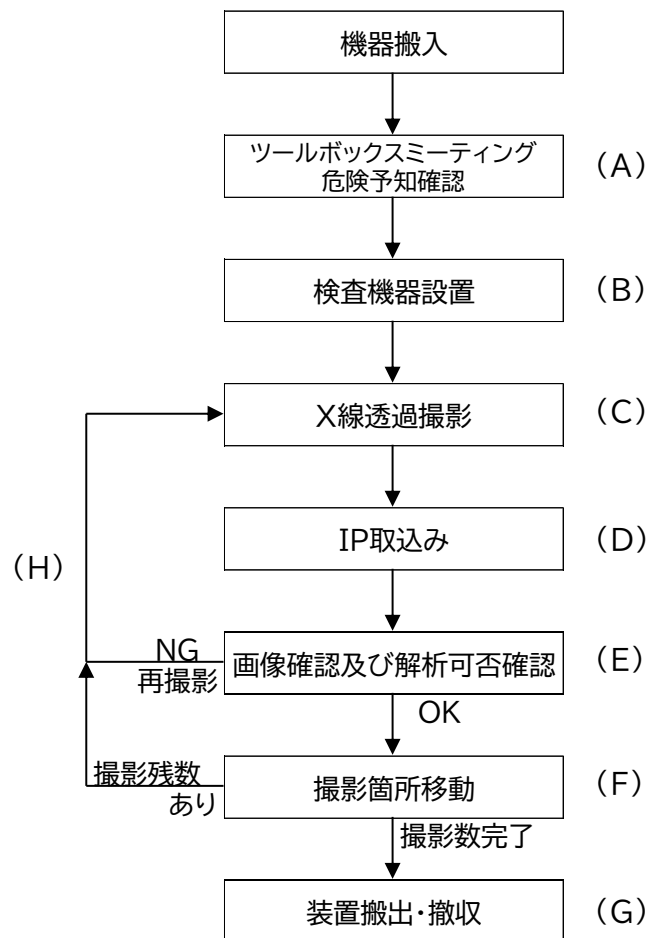 機器搬入
ツールボックスミーティング
危険予知確認
(A)
検査機器設置
(B)
X線透過撮影
(C)
IP取込み
(D)
(H)
NG
再撮影
画像確認及び解析可否確認
(E)
OK
撮影残数
あり
撮影箇所移動
(F)
撮影数完了
装置搬出・撤収
(G)